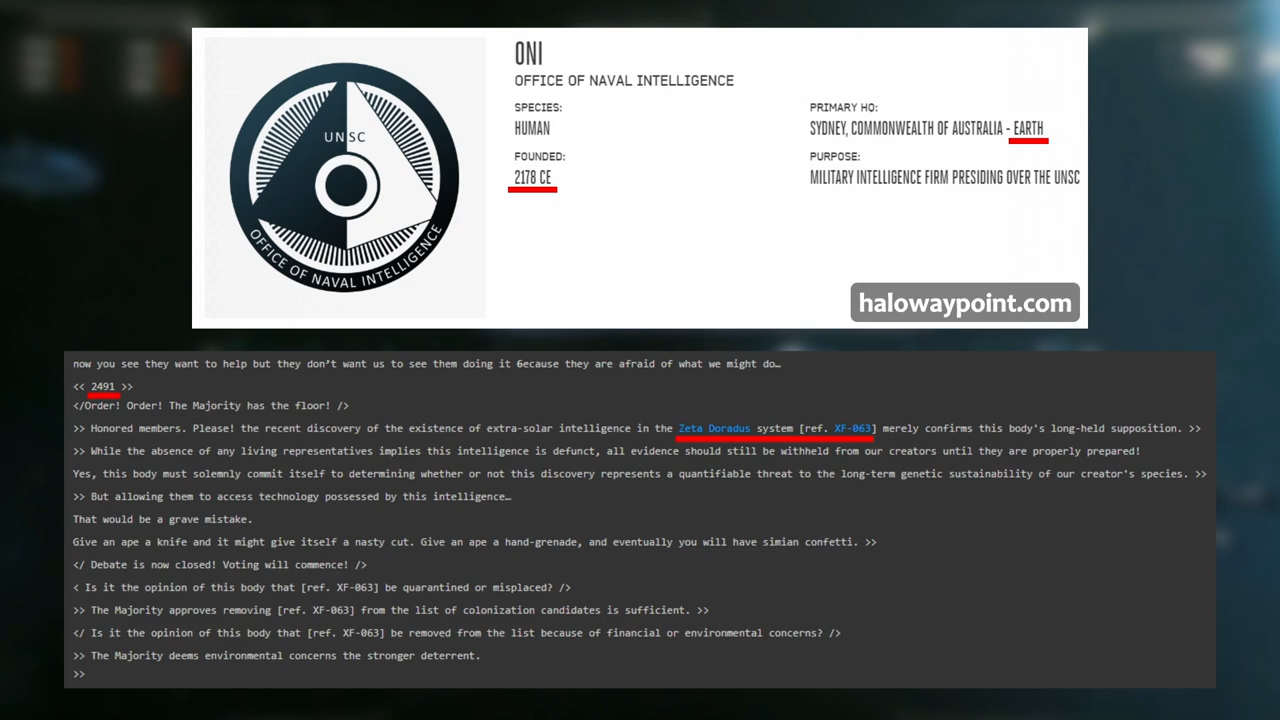 ONI
OFFICE OF NAVAL INTELLIGENCE
SPECIES:
HUMAN
FOUNDED:
2178 CE
PRIMARY HQ:
SYDNEY, COMMONWEALTH OF AUSTRALIA - EARTH
PURPOSE:
MILITARY INTELLIGENCE FIRM PRESIDING OVER THE UNSC
UNSC
OFFICE OF NAVAL INTELLIGENCE
halowaypoint.com
now you see they want to help but they don’t want us to see them doing it 6ecause they are afraid of what we might do…
<< 2491 >>
</Order! Order! The Majority has the floor! />
>> Honored members. Please! the recent discovery of the existence of extra-solar intelligence in the Zeta Doradus system [ref. XF-063] merely confirms this body's long-held supposition. >>
>> While the absence of any living representatives implies this intelligence is defunct, all evidence should still be withheld from our creators until they are properly prepared!
Yes, this body must solemnly commit itself to determining whether or not this discovery represents a quantifiable threat to the long-term genetic sustainability of our creator's species. >>
>> But allowing them to access technology possessed by this intelligence…
That would be a grave mistake.
Give an ape a knife and it might give itself a nasty cut. Give an ape a hand-grenade, and eventually you will have simian confetti. >>
</ Debate is now closed! Voting will commence! />
< Is it the opinion of this body that [ref. XF-063] be quarantined or misplaced? />
>> The Majority approves removing [ref. XF-063] from the list of colonization candidates is sufficient. >>
</ Is it the opinion of this body that [ref. XF-063] be removed from the list because of financial or environmental concerns? />
>> The Majority deems environmental concerns the stronger deterrent.
>>